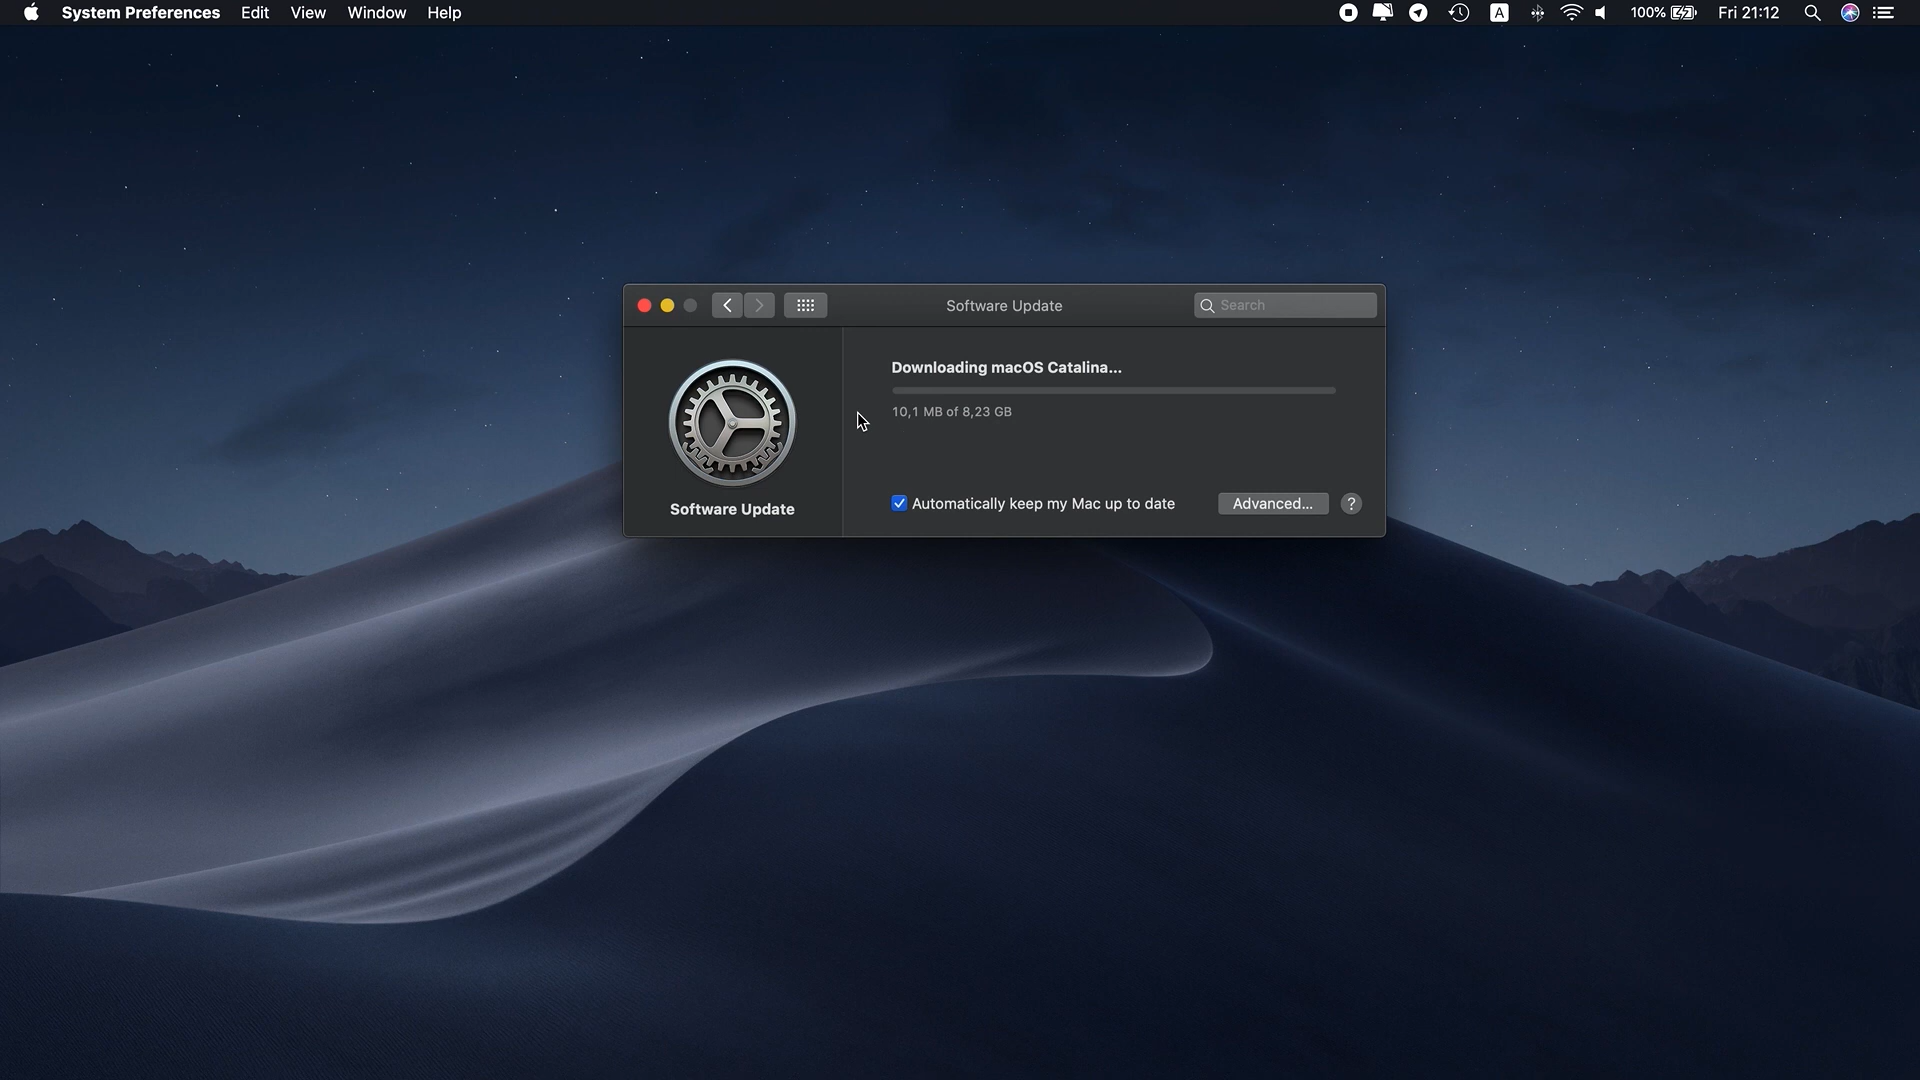 System Preferences Edit View Window Help A 100% Fri 21:12
Software Update Search
Downloading macOS Catalina...
10,1 MB of 8,23 GB
Automatically keep my Mac up to date Advanced... ?
Software Update